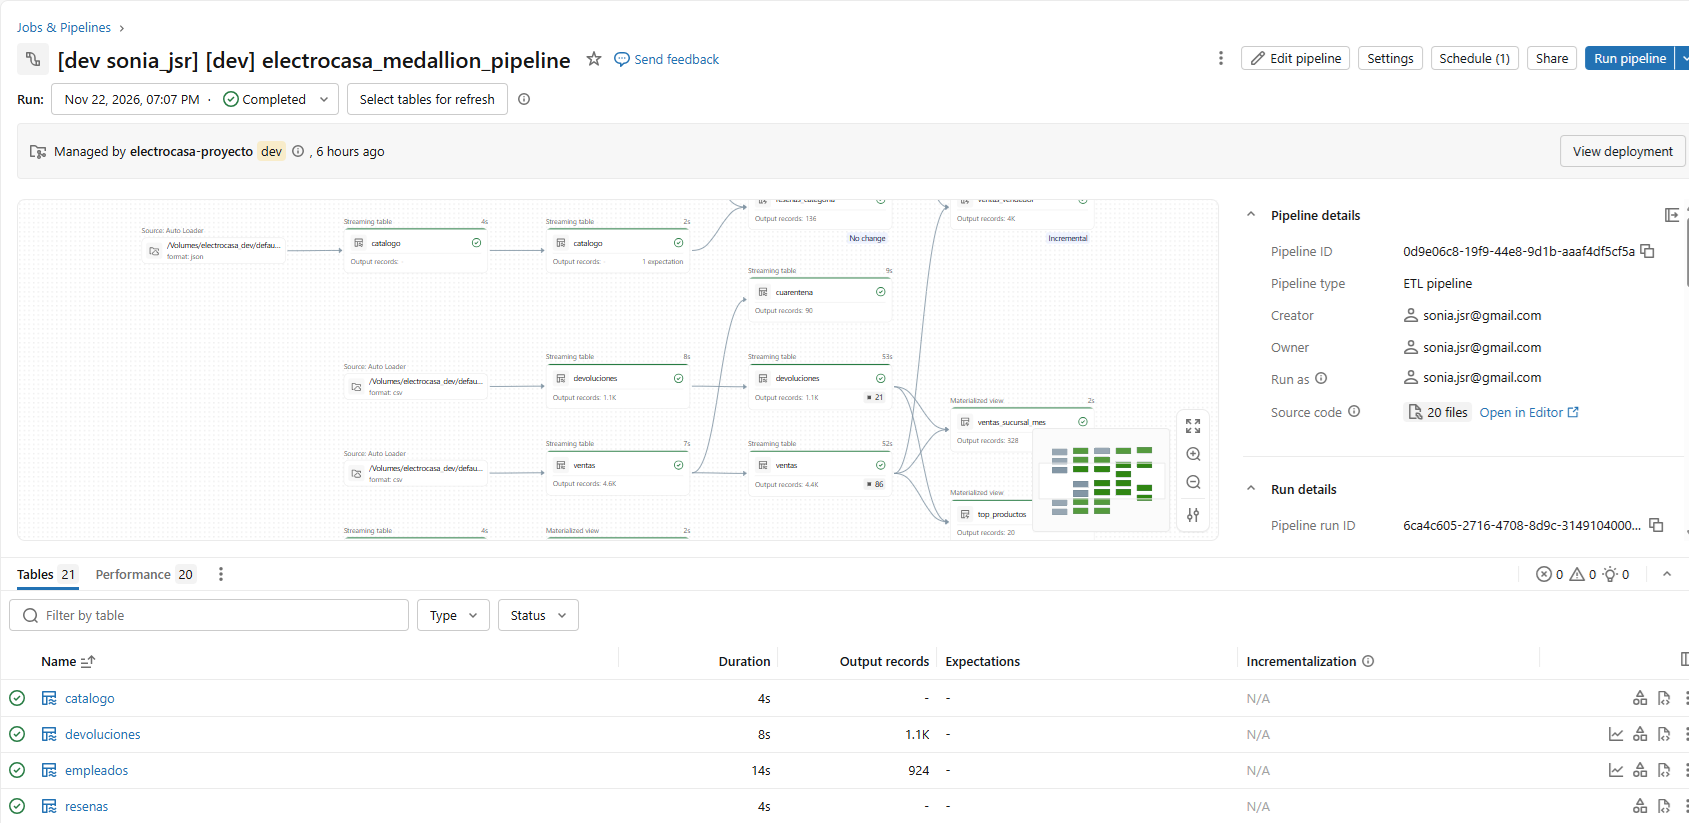 Jobs & Pipelines
[dev sonia_jsr] [dev] electrocasa_medallion_pipeline
Send feedback
Edit pipeline
Settings
Schedule (1)
Share
Run pipeline
Run:
Nov 22, 2026, 07:07 PM · Completed
Select tables for refresh
Managed by electrocasa-proyecto dev , 6 hours ago
View deployment
Source: Auto Loader
/Volumes/electrocasa_dev/defau...
format: json
Streaming table 4s
catalogo
Output records: -
Streaming table 2s
catalogo
Output records: - 1 expectation
resenas_categoria
Output records: 136
No change
ventas_vendedor
Output records: 4K
Incremental
Streaming table 9s
cuarentena
Output records: 90
Source: Auto Loader
/Volumes/electrocasa_dev/defau...
format: csv
Streaming table 8s
devoluciones
Output records: 1.1K
Streaming table 53s
devoluciones
Output records: 1.1K 21
Materialized view 2s
ventas_sucursal_mes
Output records: 328
Source: Auto Loader
/Volumes/electrocasa_dev/defau...
format: csv
Streaming table 7s
ventas
Output records: 4.6K
Streaming table 52s
ventas
Output records: 4.4K 86
Materialized view
top_productos
Output records: 20
Streaming table 4s
Materialized view 2s
Pipeline details
Pipeline ID 0d9e06c8-19f9-44e8-9d1b-aaaf4df5cf5a
Pipeline type ETL pipeline
Creator sonia.jsr@gmail.com
Owner sonia.jsr@gmail.com
Run as sonia.jsr@gmail.com
Source code 20 files Open in Editor
Run details
Pipeline run ID 6ca4c605-2716-4708-8d9c-3149104000...
Tables 21
Performance 20
0 0 0
Filter by table
Type
Status
Name Duration Output records Expectations Incrementalization
catalogo 4s - - N/A
devoluciones 8s 1.1K - N/A
empleados 14s 924 - N/A
resenas 4s - - N/A